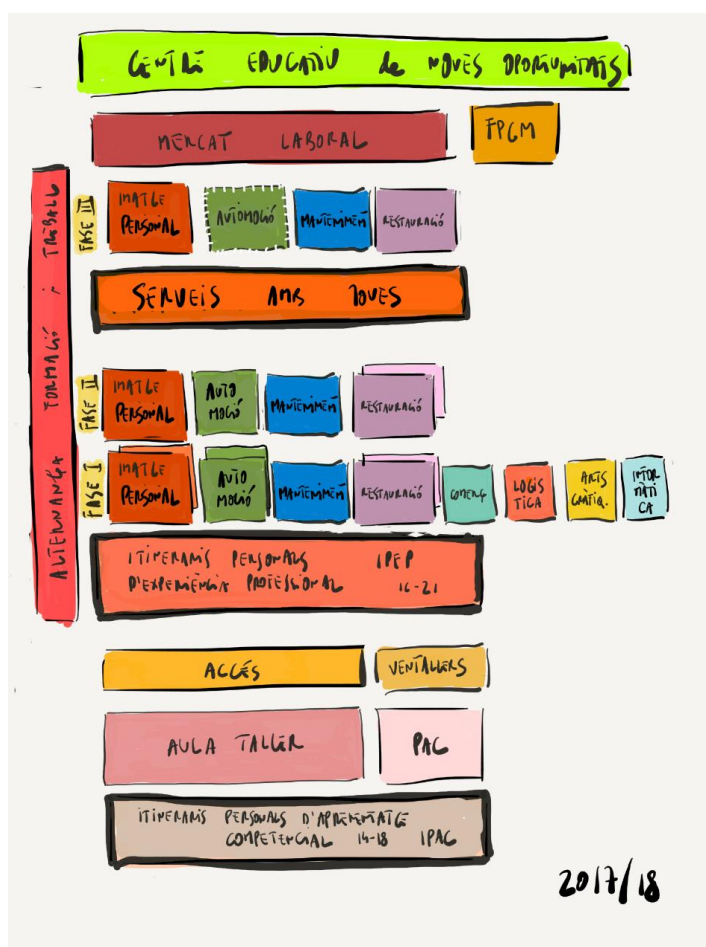 CENTRE EDUCATIU de NOVES OPORTUNITATS
MERCAT LABORAL
FPGM
ALTERNANÇA FORMACIÓ i TREBALL
FASE III
IMATGE
PERSONAL
AUTOMOCIÓ
MANTENIMENT
RESTAURACIÓ
SERVEIS AMB JOVES
FASE II
IMATGE
PERSONAL
AUTO
MOCIÓ
MANTENIMENT
RESTAURACIÓ
FASE I
IMATGE
PERSONAL
AUTO
MOCIÓ
MANTENIMENT
RESTAURACIÓ
COMERÇ
LOGIS
TICA
ARTS
GRÀFIQ.
INFOR
MATI
CA
ITINERARIS PERSONALS IPEP
D'EXPERIÈNCIA PROFESSIONAL 16-21
ACCÉS
VENTALLERS
AULA TALLER
PAC
ITINERARIS PERSONALS D'APRENENTATGE
COMPETENCIAL 14-18 IPAC
2017/18